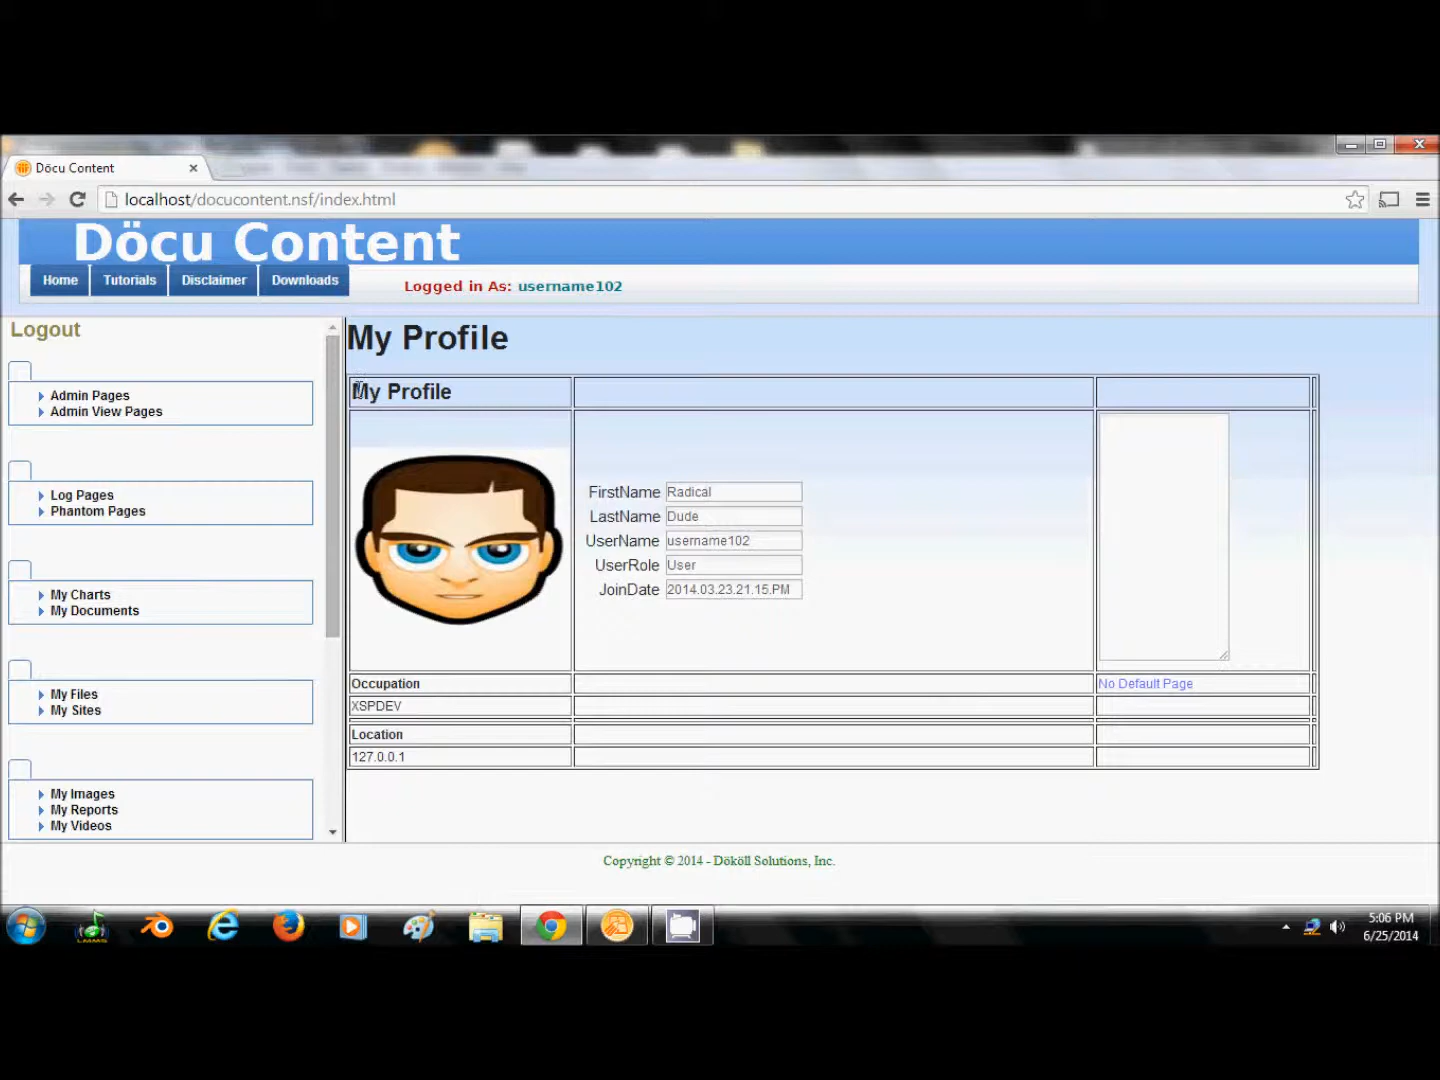 Döcu Content
localhost/docucontent.nsf/index.html
Döcu Content
Home Tutorials Disclaimer Downloads
Logged in As: username102
Logout
Admin Pages
Admin View Pages
Log Pages
Phantom Pages
My Charts
My Documents
My Files
My Sites
My Images
My Reports
My Videos
My Profile
My Profile
FirstName Radical
LastName Dude
UserName username102
UserRole User
JoinDate 2014.03.23.21.15.PM
Occupation No Default Page
XSPDEV
Location
127.0.0.1
Copyright © 2014 - Dököll Solutions, Inc.
LMMS
5:06 PM
6/25/2014